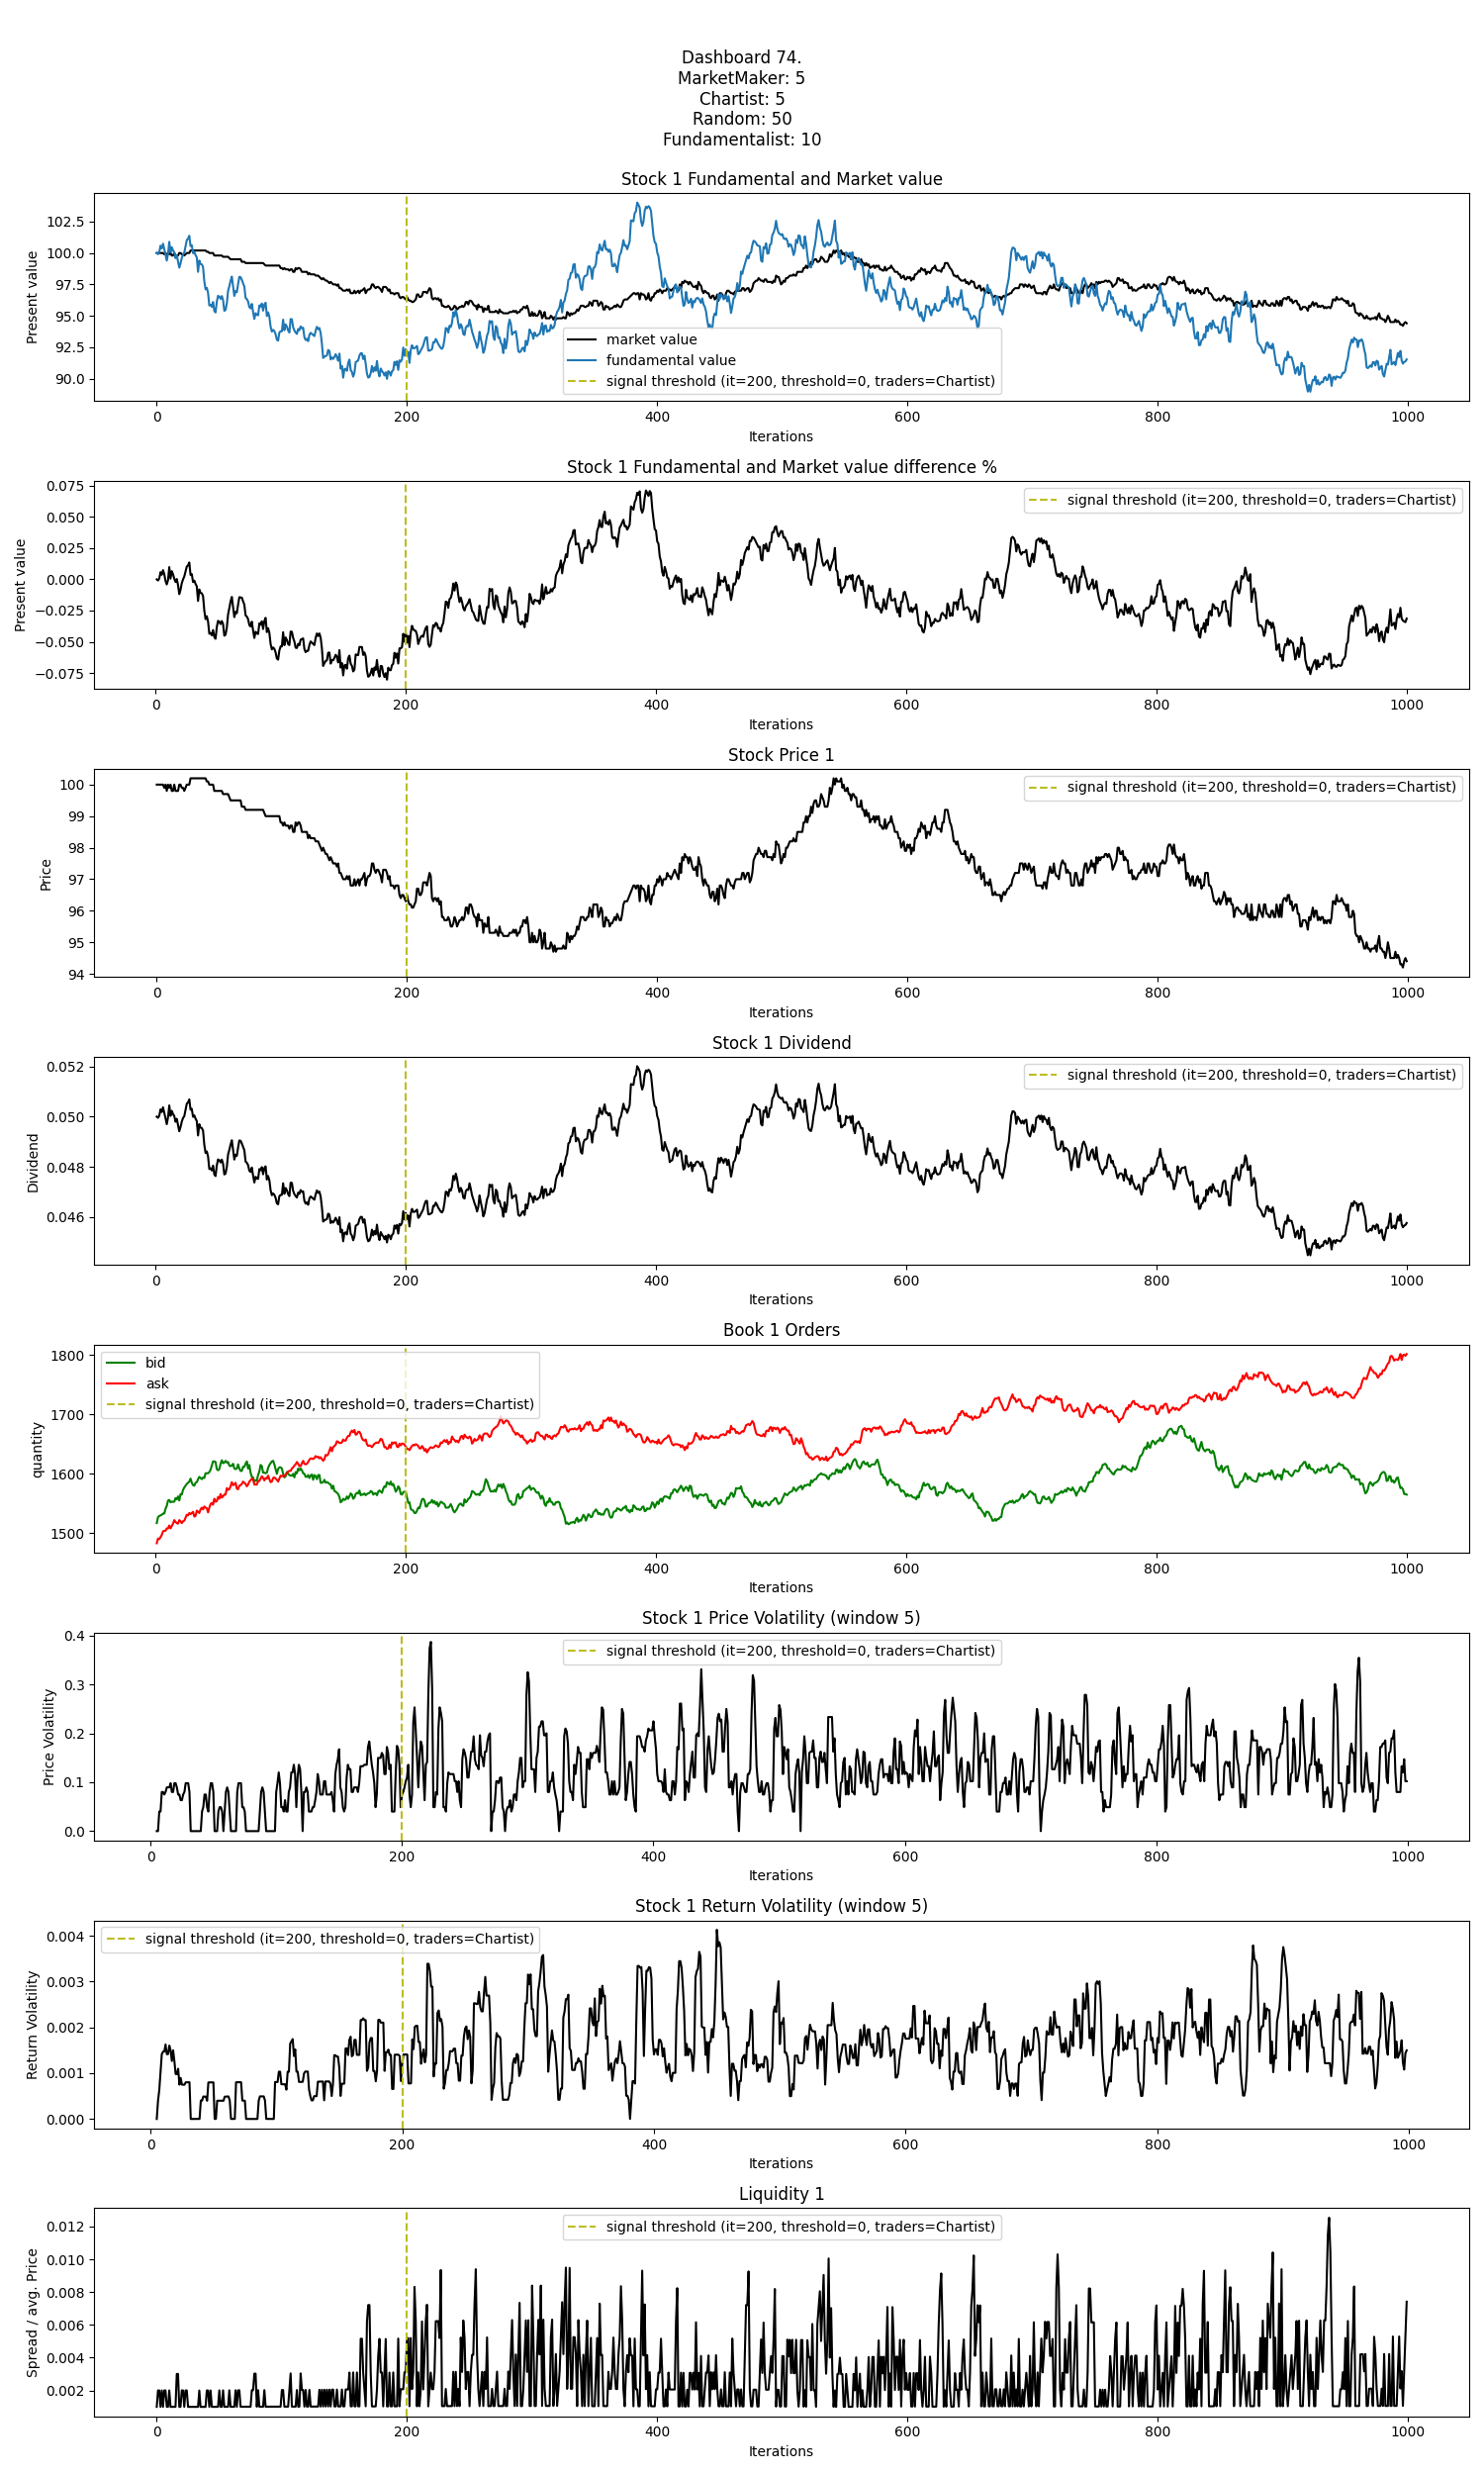 Dashboard 74.
MarketMaker: 5
Chartist: 5
Random: 50
Fundamentalist: 10
Stock 1 Fundamental and Market value
Present value
102.5
100.0
97.5
95.0
92.5
90.0
market value
fundamental value
signal threshold (it=200, threshold=0, traders=Chartist)
0 200 400 600 800 1000
Iterations
Stock 1 Fundamental and Market value difference %
Present value
0.075
0.050
0.025
0.000
−0.025
−0.050
−0.075
signal threshold (it=200, threshold=0, traders=Chartist)
0 200 400 600 800 1000
Iterations
Stock Price 1
Price
100
99
98
97
96
95
94
signal threshold (it=200, threshold=0, traders=Chartist)
0 200 400 600 800 1000
Iterations
Stock 1 Dividend
Dividend
0.052
0.050
0.048
0.046
signal threshold (it=200, threshold=0, traders=Chartist)
0 200 400 600 800 1000
Iterations
Book 1 Orders
quantity
1800
1700
1600
1500
bid
ask
signal threshold (it=200, threshold=0, traders=Chartist)
0 200 400 600 800 1000
Iterations
Stock 1 Price Volatility (window 5)
Price Volatility
0.4
0.3
0.2
0.1
0.0
signal threshold (it=200, threshold=0, traders=Chartist)
0 200 400 600 800 1000
Iterations
Stock 1 Return Volatility (window 5)
Return Volatility
0.004
0.003
0.002
0.001
0.000
signal threshold (it=200, threshold=0, traders=Chartist)
0 200 400 600 800 1000
Iterations
Liquidity 1
Spread / avg. Price
0.012
0.010
0.008
0.006
0.004
0.002
signal threshold (it=200, threshold=0, traders=Chartist)
0 200 400 600 800 1000
Iterations